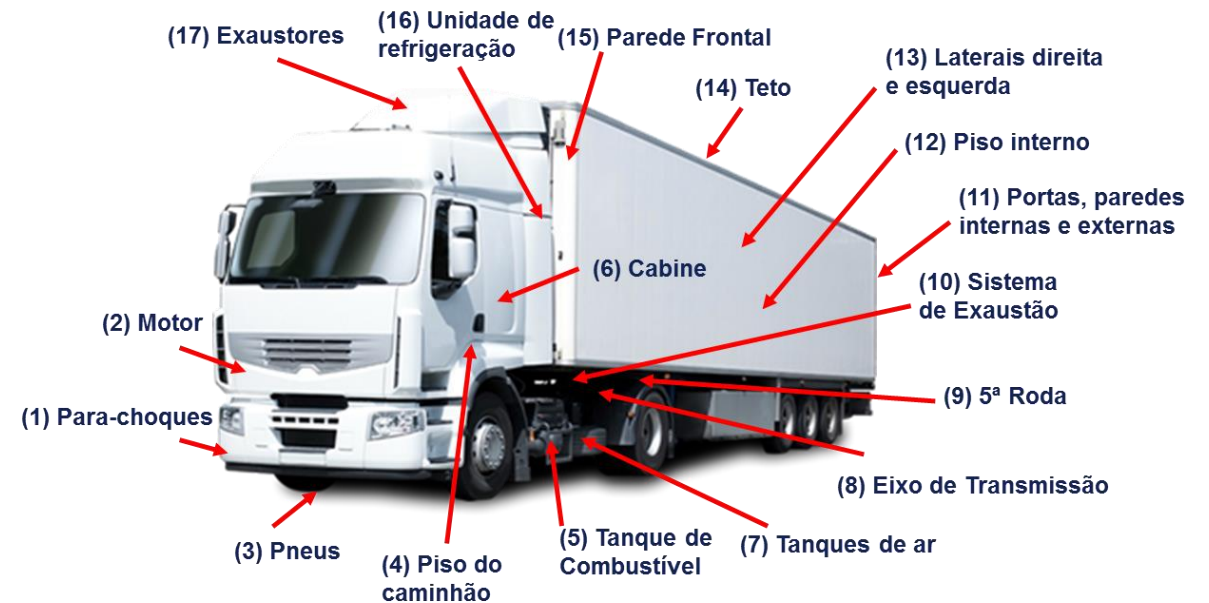 (17) Exaustores
(16) Unidade de
refrigeração
(15) Parede Frontal
(14) Teto
(13) Laterais direita
e esquerda
(12) Piso interno
(11) Portas, paredes
internas e externas
(10) Sistema
de Exaustão
(6) Cabine
(2) Motor
(1) Para-choques
(9) 5ª Roda
(8) Eixo de Transmissão
(3) Pneus
(4) Piso do
caminhão
(5) Tanque de
Combustível
(7) Tanques de ar